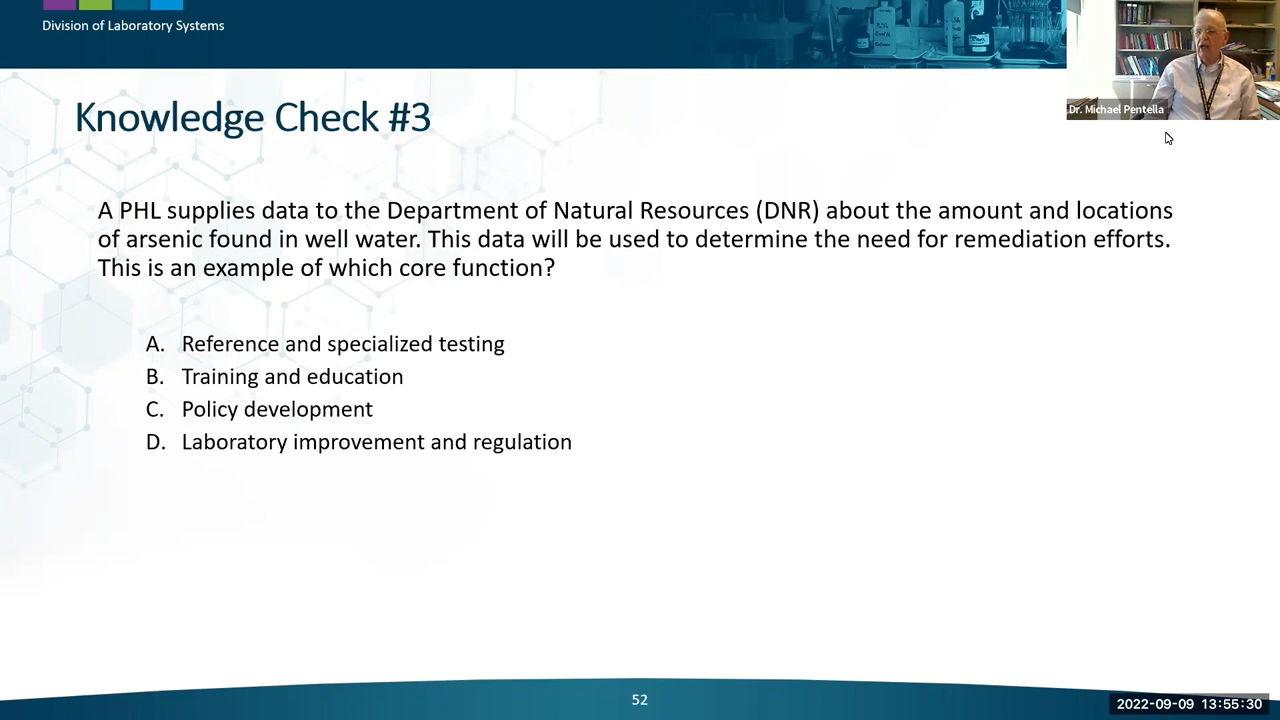 Division of Laboratory Systems
Dr. Michael Pentella
Knowledge Check #3
A PHL supplies data to the Department of Natural Resources (DNR) about the amount and locations
of arsenic found in well water. This data will be used to determine the need for remediation efforts.
This is an example of which core function?
A. Reference and specialized testing
B. Training and education
C. Policy development
D. Laboratory improvement and regulation
52
2022-09-09 13:55:30